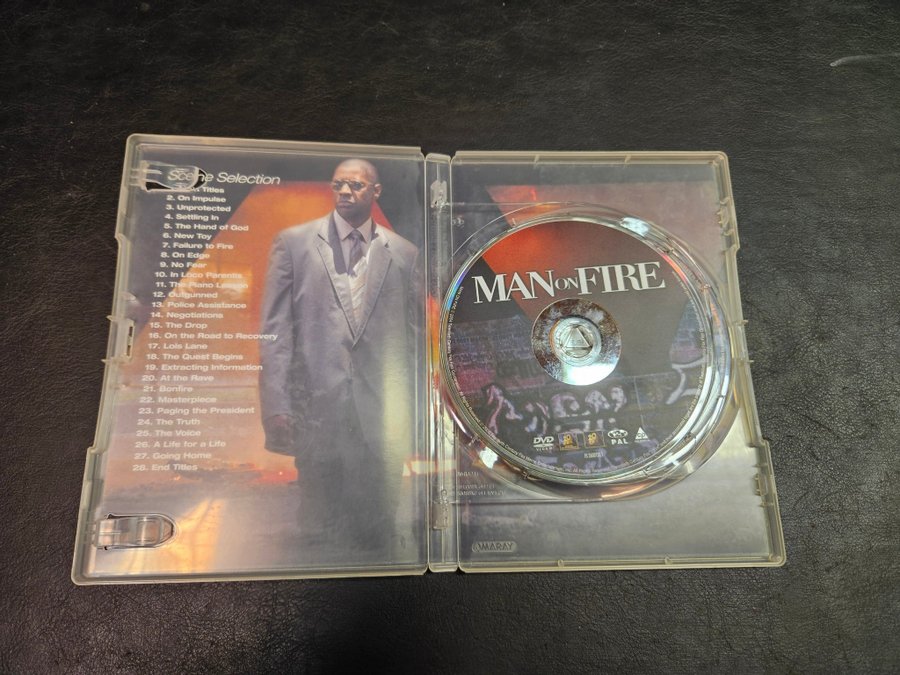 Scene Selection
Titles
2. On Impulse
3. Unprotected
4. Settling In
5. The Hand of God
6. New Toy
7. Failure to Fire
8. On Edge
9. No Fear
10. In Loco Parentis
11. The Piano Lesson
12. Outgunned
13. Police Assistance
14. Negotiations
15. The Drop
16. On the Road to Recovery
17. Lois Lane
18. The Quest Begins
19. Extracting Information
20. At the Rave
21. Bonfire
22. Masterpiece
23. Paging the President
24. The Truth
25. The Voice
26. A Life for a Life
27. Going Home
28. End Titles
MAN ON FIRE
DVD
VIDEO
PAL
AMARAY